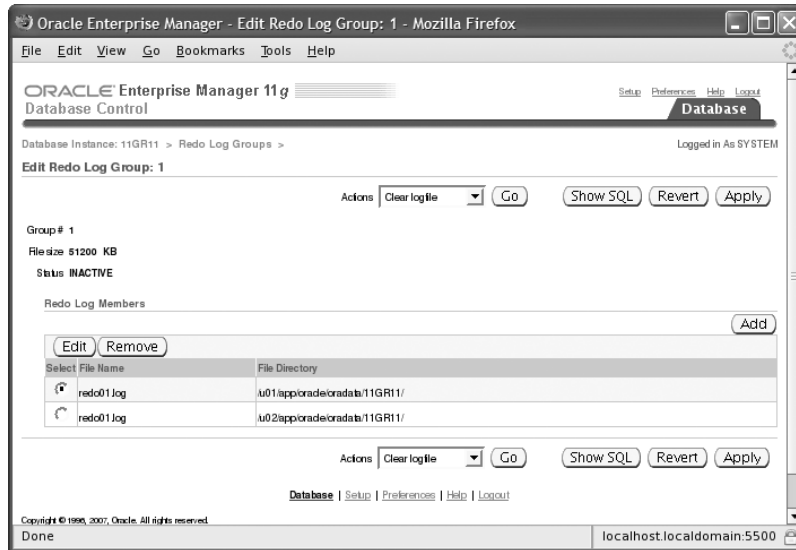 Oracle Enterprise Manager - Edit Redo Log Group: 1 - Mozilla Firefox
File Edit View Go Bookmarks Tools Help
ORACLE Enterprise Manager 11g
Database Control
Setup Preferences Help Logout
Database
Database Instance: 11GR11 > Redo Log Groups >
Logged in As SYSTEM
Edit Redo Log Group: 1
Actions Clear logfile Go Show SQL Revert Apply
Group # 1
File size 51200 KB
Status INACTIVE
Redo Log Members
Add
Edit Remove
Select File Name File Directory
redo01.log /u01/app/oracle/oradata/11GR11/
redo01.log /u02/app/oracle/oradata/11GR11/
Actions Clear logfile Go Show SQL Revert Apply
Database | Setup | Preferences | Help | Logout
Copyright © 1996, 2007, Oracle. All rights reserved.
Done localhost.localdomain:5500